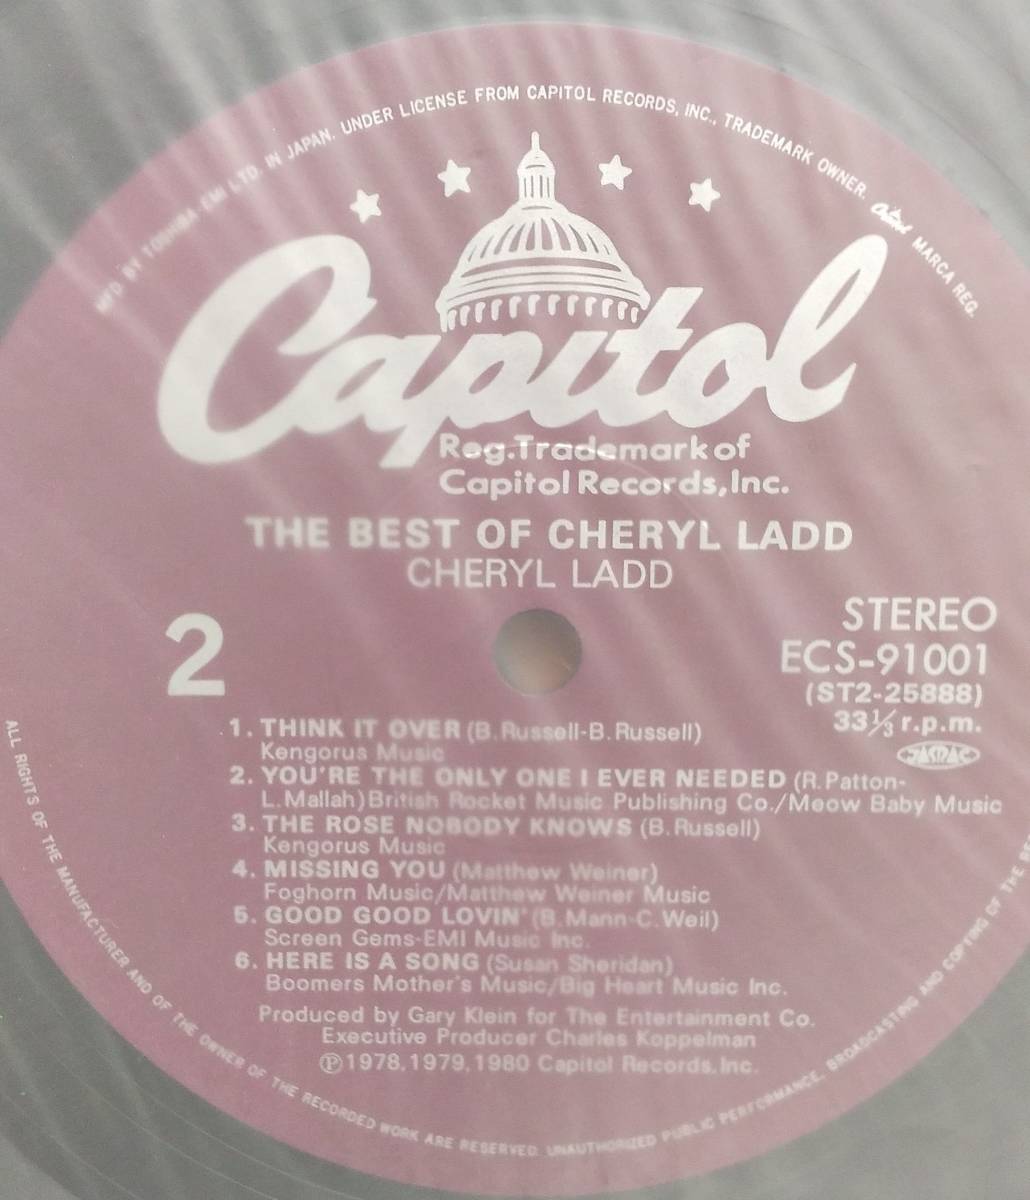 MF'D BY TOSHIBA-EMI LTD. IN JAPAN. UNDER LICENSE FROM CAPITOL RECORDS, INC., TRADEMARK OWNER. Capitol MARCA REG.
Capitol
Reg.Trademark of
Capitol Records,Inc.
THE BEST OF CHERYL LADD
CHERYL LADD
2
STEREO
ECS-91001
(ST2-25888)
33⅓ r.p.m.
JASRAC
1. THINK IT OVER (B.Russell-B.Russell)
Kengorus Music
2. YOU'RE THE ONLY ONE I EVER NEEDED (R.Patton-
L.Mallah)British Rocket Music Publishing Co./Meow Baby Music
3. THE ROSE NOBODY KNOWS (B.Russell)
Kengorus Music
4. MISSING YOU (Matthew Weiner)
Foghorn Music/Matthew Weiner Music
5. GOOD GOOD LOVIN' (B.Mann-C.Weil)
Screen Gems-EMI Music Inc.
6. HERE IS A SONG (Susan Sheridan)
Boomers Mother's Music/Big Heart Music Inc.
Produced by Gary Klein for The Entertainment Co.
Executive Producer Charles Koppelman
℗1978.1979.1980 Capitol Records.Inc.
ALL RIGHTS OF THE MANUFACTURER AND OF THE OWNER OF THE RECORDED WORK ARE RESERVED. UNAUTHORIZED PUBLIC PERFORMANCE, BROADCASTING AND COPYING OF THE